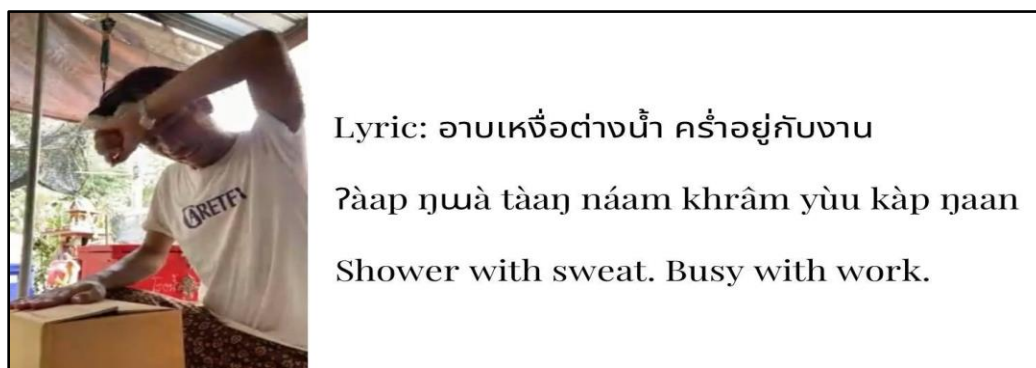 Lyric: อาบเหงื่อต่างน้ำ คร่ำอยู่กับงาน
ʔàap ŋɯà tàaŋ náam khrâm yùu kàp ŋaan
Shower with sweat. Busy with work.